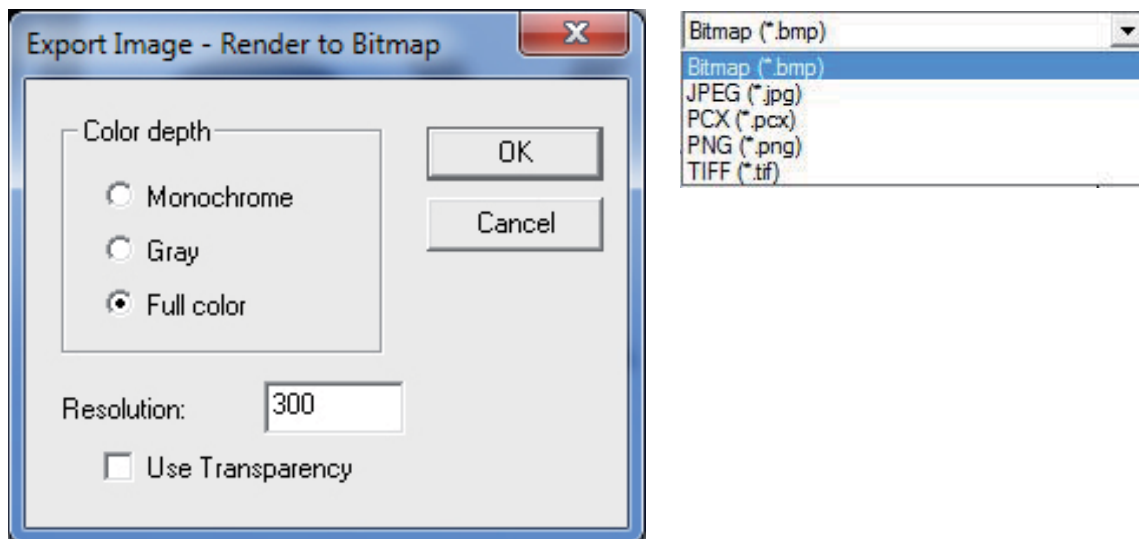 Export Image - Render to Bitmap
Color depth
Monochrome
Gray
Full color
OK
Cancel
Resolution:
300
Use Transparency
Bitmap (*.bmp)
Bitmap (*.bmp)
JPEG (*.jpg)
PCX (*.pcx)
PNG (*.png)
TIFF (*.tif)